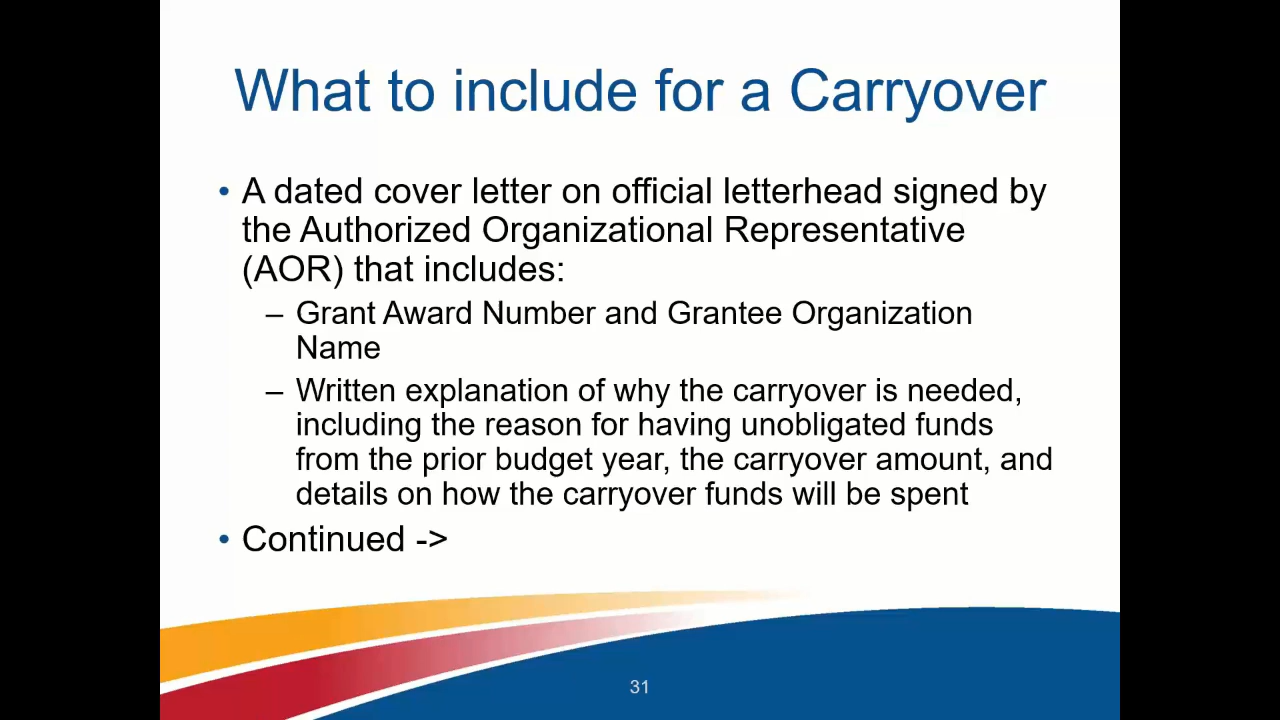 What to include for a Carryover
• A dated cover letter on official letterhead signed by
the Authorized Organizational Representative
(AOR) that includes:
– Grant Award Number and Grantee Organization
Name
– Written explanation of why the carryover is needed,
including the reason for having unobligated funds
from the prior budget year, the carryover amount, and
details on how the carryover funds will be spent
• Continued ->
31